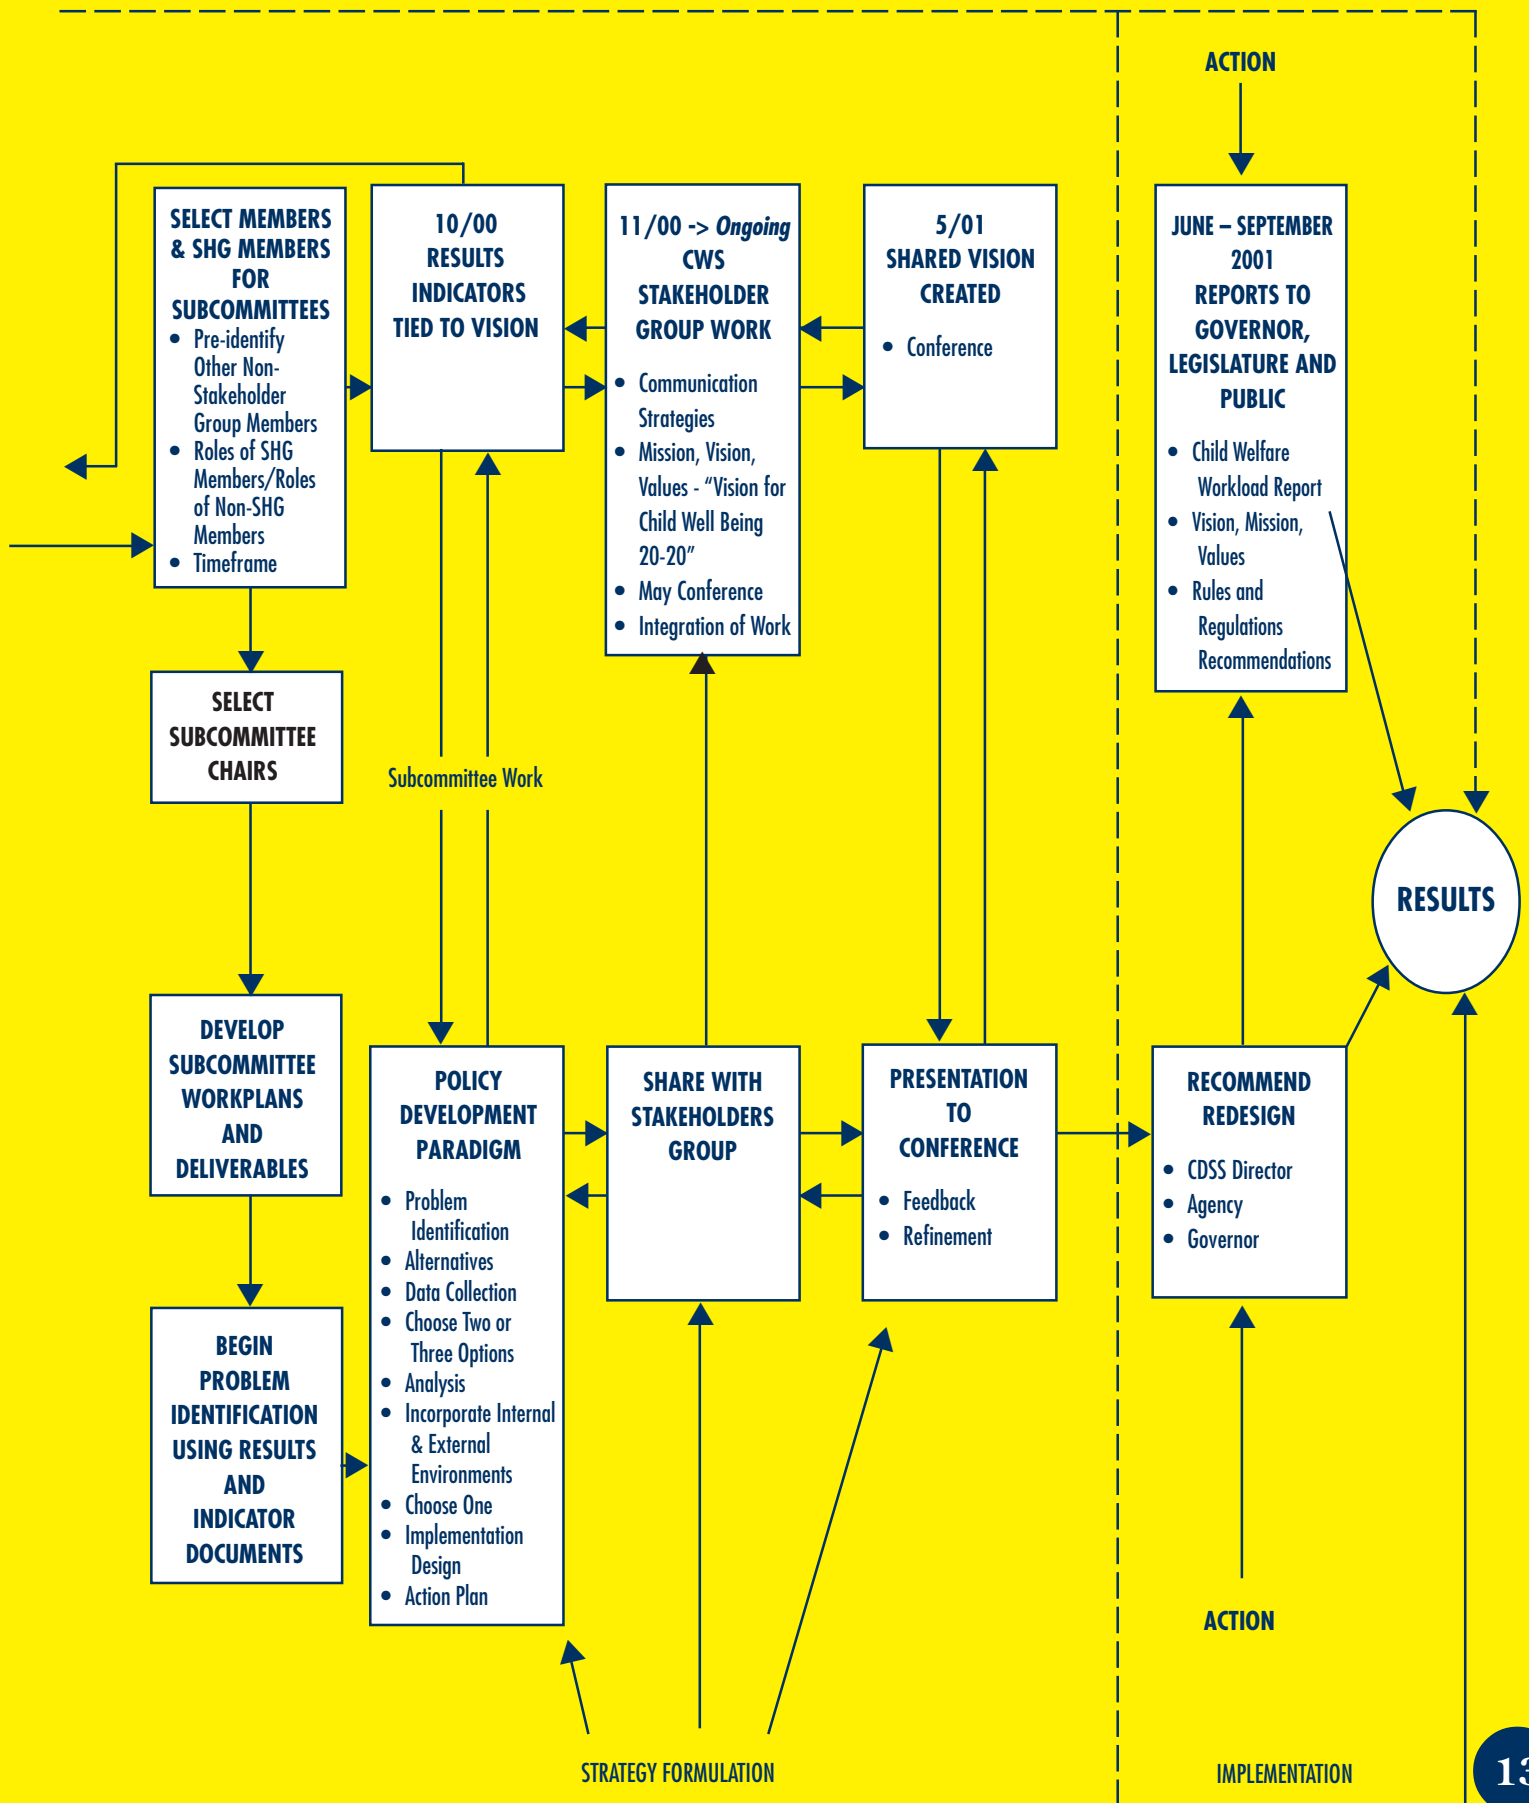 ACTION
SELECT MEMBERS
& SHG MEMBERS
FOR
SUBCOMMITTEES
• Pre-identify
Other Non-
Stakeholder
Group Members
• Roles of SHG
Members/Roles
of Non-SHG
Members
• Timeframe
10/00
RESULTS
INDICATORS
TIED TO VISION
11/00 -> Ongoing
CWS
STAKEHOLDER
GROUP WORK
• Communication
Strategies
• Mission, Vision,
Values - “Vision for
Child Well Being
20-20”
• May Conference
• Integration of Work
5/01
SHARED VISION
CREATED
• Conference
JUNE – SEPTEMBER
2001
REPORTS TO
GOVERNOR,
LEGISLATURE AND
PUBLIC
• Child Welfare
Workload Report
• Vision, Mission,
Values
• Rules and
Regulations
Recommendations
SELECT
SUBCOMMITTEE
CHAIRS
Subcommittee Work
RESULTS
DEVELOP
SUBCOMMITTEE
WORKPLANS
AND
DELIVERABLES
BEGIN
PROBLEM
IDENTIFICATION
USING RESULTS
AND
INDICATOR
DOCUMENTS
POLICY
DEVELOPMENT
PARADIGM
• Problem
Identification
• Alternatives
• Data Collection
• Choose Two or
Three Options
• Analysis
• Incorporate Internal
& External
Environments
• Choose One
• Implementation
Design
• Action Plan
SHARE WITH
STAKEHOLDERS
GROUP
PRESENTATION
TO
CONFERENCE
• Feedback
• Refinement
RECOMMEND
REDESIGN
• CDSS Director
• Agency
• Governor
ACTION
STRATEGY FORMULATION
IMPLEMENTATION
13